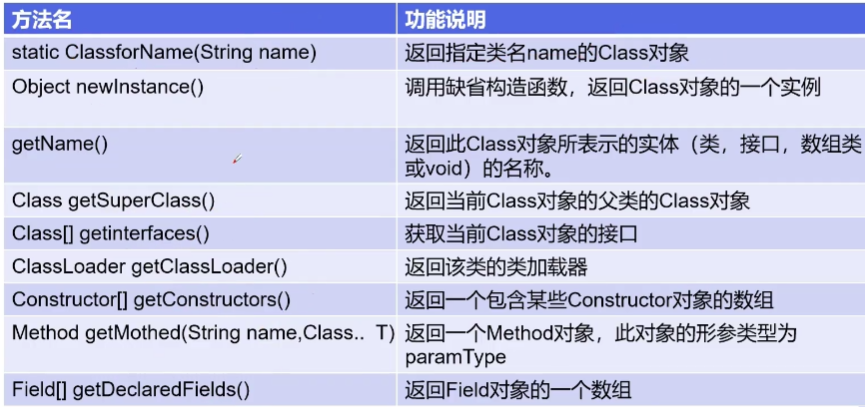 方法名 功能说明
static ClassforName(String name) 返回指定类名name的Class对象
Object newInstance() 调用缺省构造函数，返回Class对象的一个实例
getName() 返回此Class对象所表示的实体（类，接口，数组类
或void）的名称。
Class getSuperClass() 返回当前Class对象的父类的Class对象
Class[] getinterfaces() 获取当前Class对象的接口
ClassLoader getClassLoader() 返回该类的类加载器
Constructor[] getConstructors() 返回一个包含某些Constructor对象的数组
Method getMothed(String name,Class.. T) 返回一个Method对象，此对象的形参类型为
paramType
Field[] getDeclaredFields() 返回Field对象的一个数组